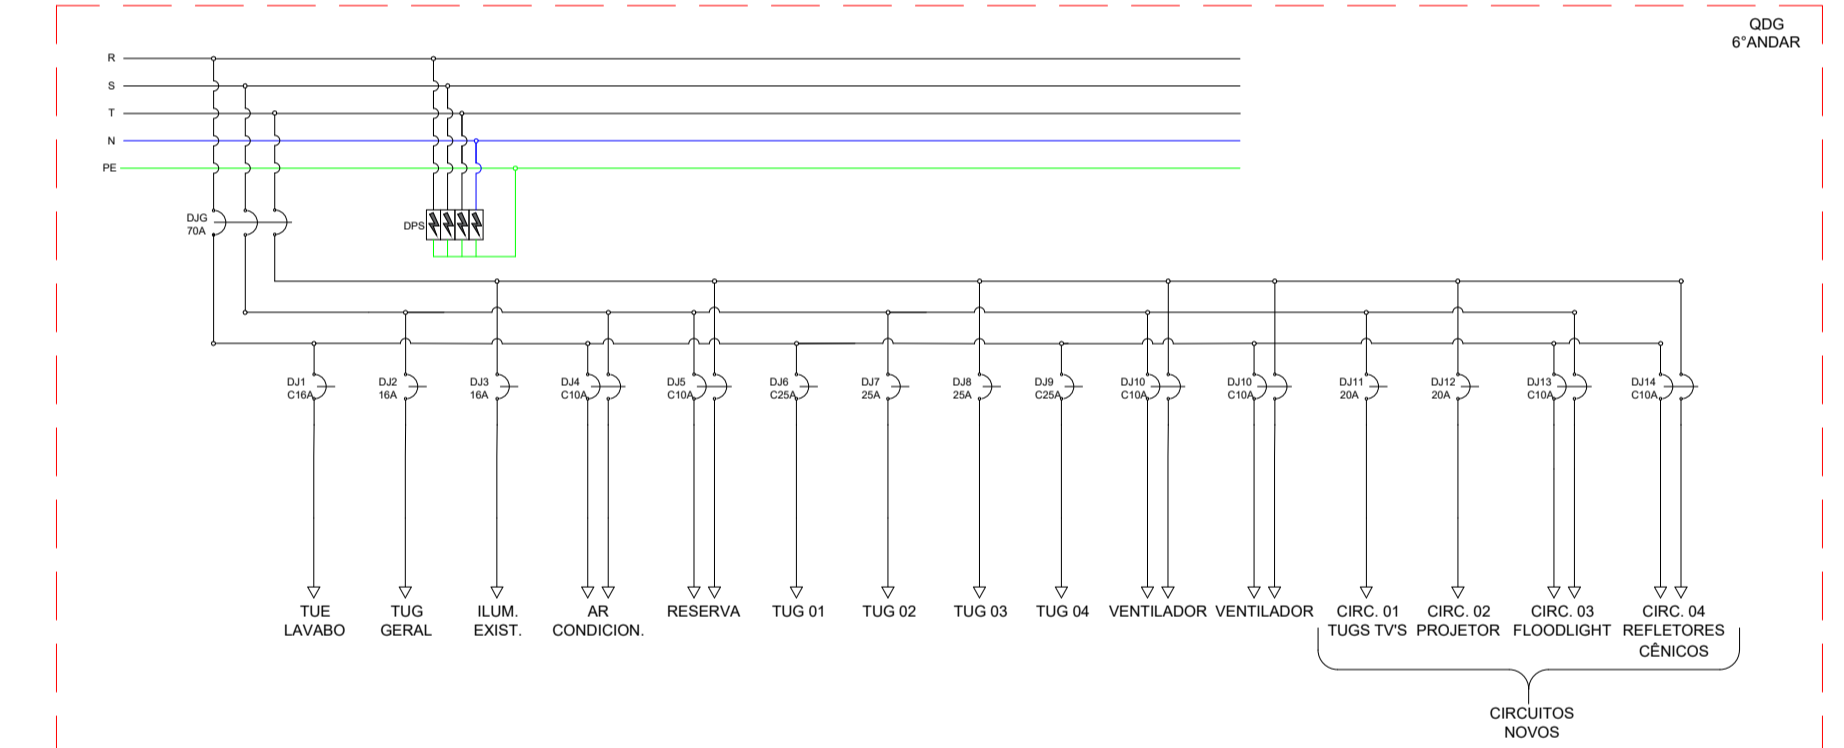 QDG
6°ANDAR
R
S
T
N
PE
DJG
70A
DPS
DJ1
C16A
DJ2
16A
DJ3
16A
DJ4
C10A
DJ5
C10A
DJ6
C25A
DJ7
25A
DJ8
25A
DJ9
C25A
DJ10
C10A
DJ10
C10A
DJ11
20A
DJ12
20A
DJ13
C10A
DJ14
C10A
TUE
LAVABO
TUG
GERAL
ILUM.
EXIST.
AR
CONDICION.
RESERVA
TUG 01
TUG 02
TUG 03
TUG 04
VENTILADOR
VENTILADOR
CIRC. 01
TUGS TV'S
CIRC. 02
PROJETOR
CIRC. 03
FLOODLIGHT
CIRC. 04
REFLETORES
CÊNICOS
CIRCUITOS
NOVOS